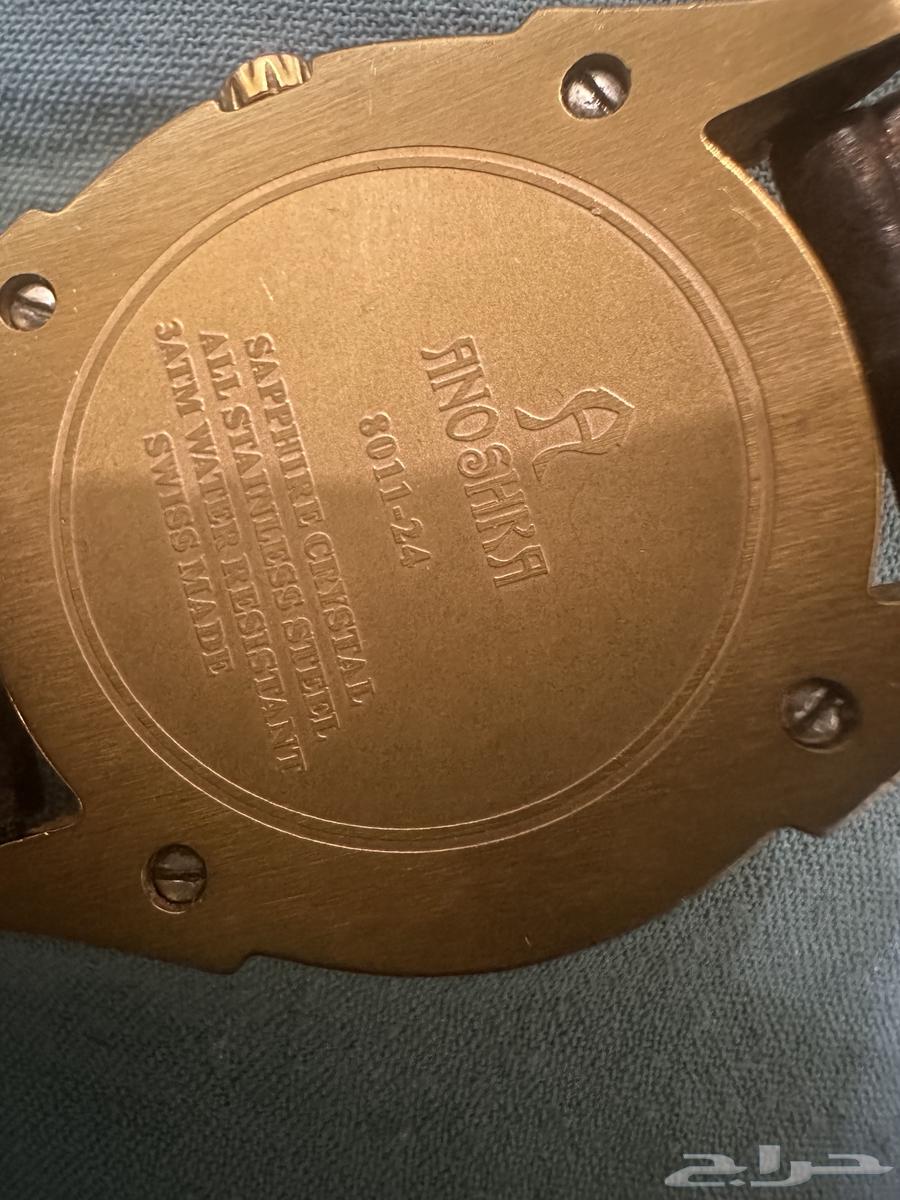 ANOSHKA
8011-24
SAPPHIRE CRYSTAL
ALL STAINLESS STEEL
3ATM WATER RESISTANT
SWISS MADE
حراج